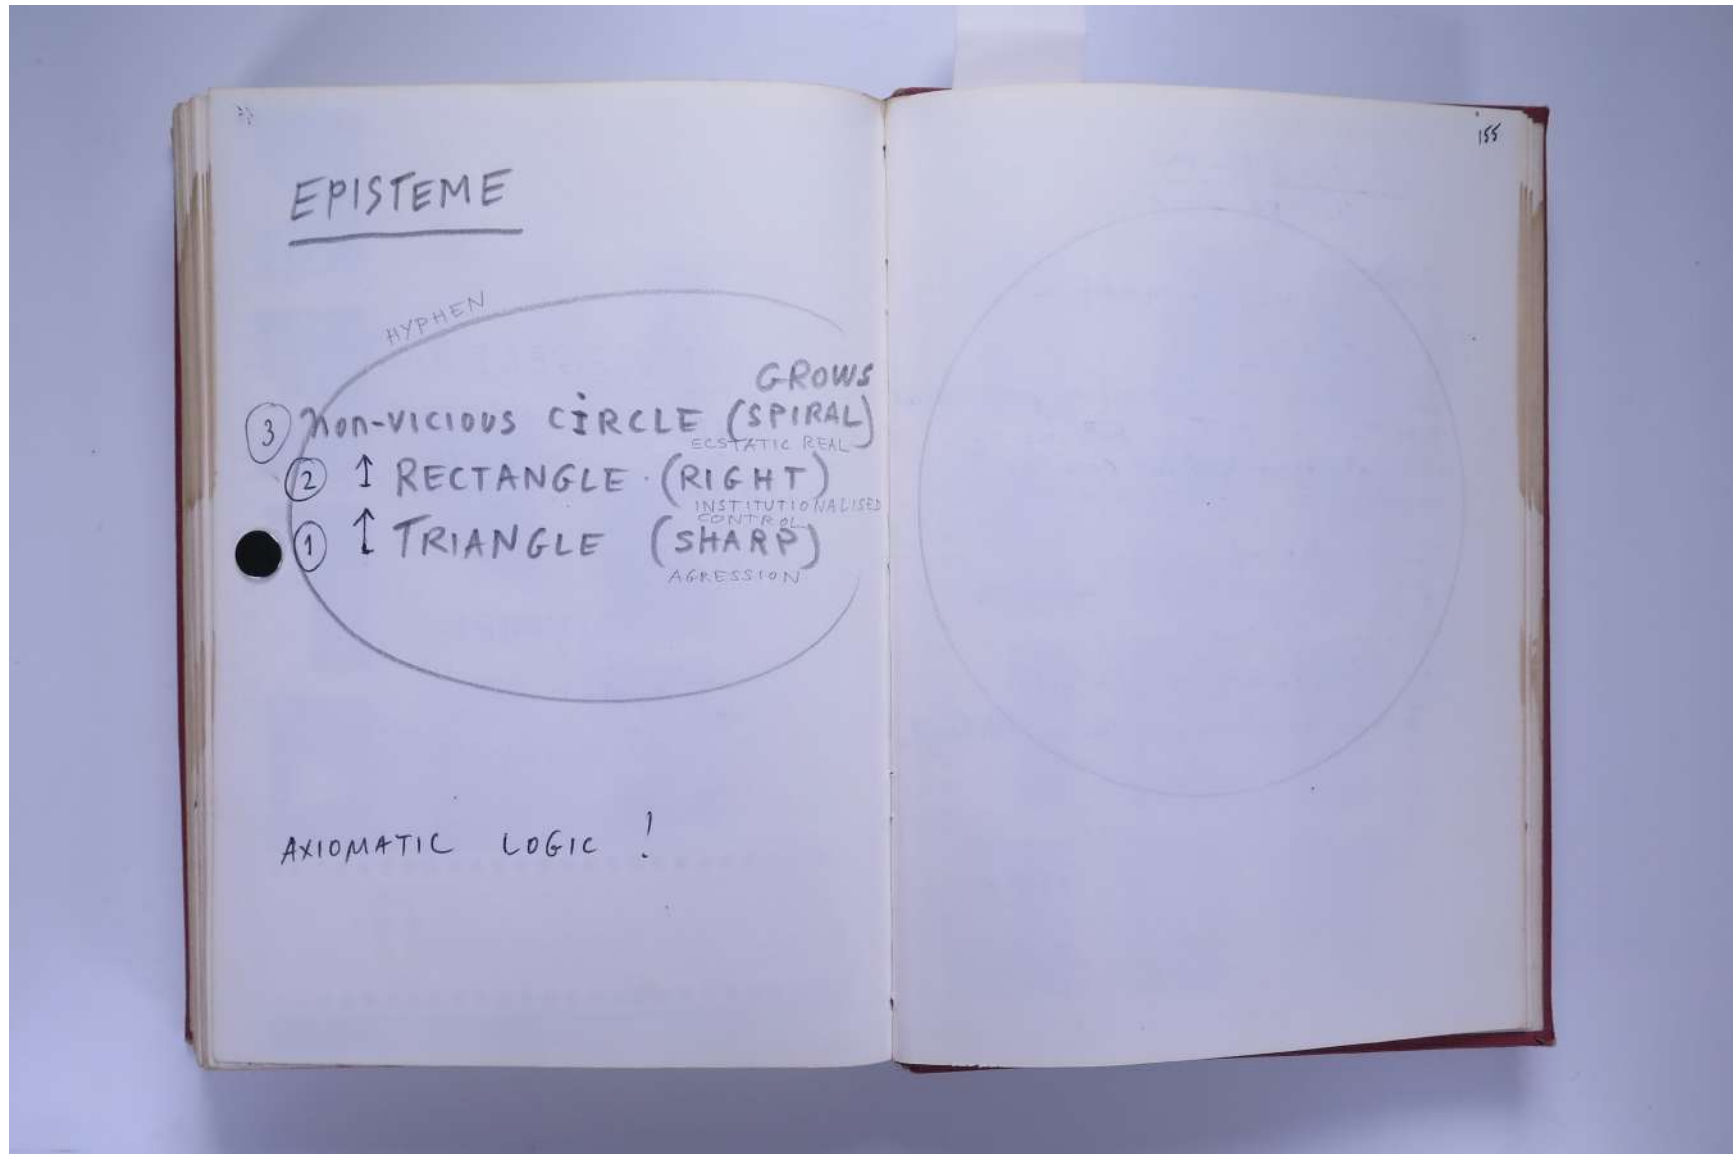 155
EPISTEME
HYPHEN
GROWS
3 non-VICIOUS CIRCLE (SPIRAL)
ECSTATIC REAL
2 ↑ RECTANGLE (RIGHT)
INSTITUTIONALISED
CONTROL
1 ↑ TRIANGLE (SHARP)
AGRESSION
AXIOMATIC LOGIC !